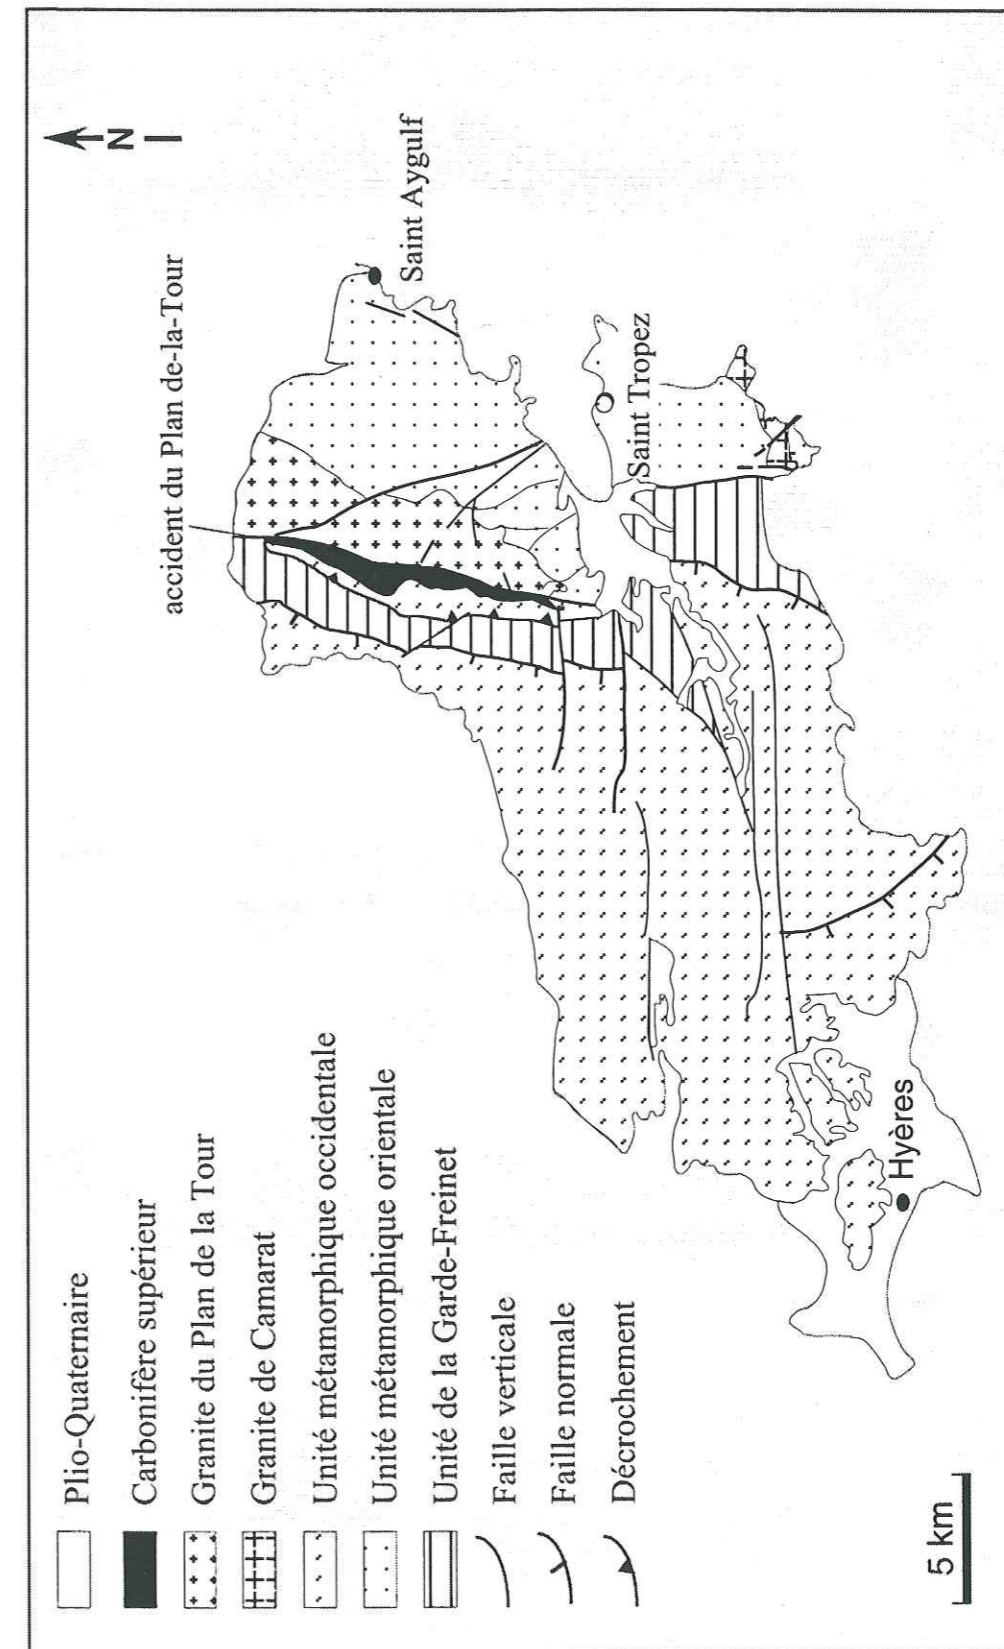 Plio-Quaternaire
Carbonifère supérieur
Granite du Plan de la Tour
Granite de Camarat
Unité métamorphique occidentale
Unité métamorphique orientale
Unité de la Garde-Freinet
Faille verticale
Faille normale
Décrochement
5 km
Hyères
accident du Plan de-la-Tour
Saint Aygulf
Saint Tropez
N